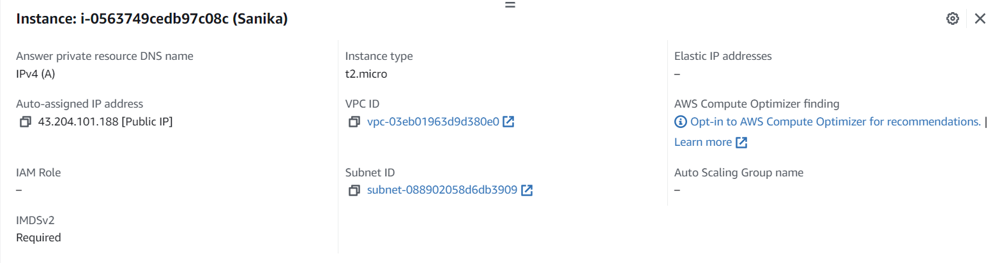 Instance: i-0563749cedb97c08c (Sanika)
Answer private resource DNS name
IPv4 (A)
Instance type
t2.micro
Elastic IP addresses
–
Auto-assigned IP address
43.204.101.188 [Public IP]
VPC ID
vpc-03eb01963d9d380e0
AWS Compute Optimizer finding
Opt-in to AWS Compute Optimizer for recommendations. |
Learn more
IAM Role
–
Subnet ID
subnet-088902058d6db3909
Auto Scaling Group name
–
IMDSv2
Required